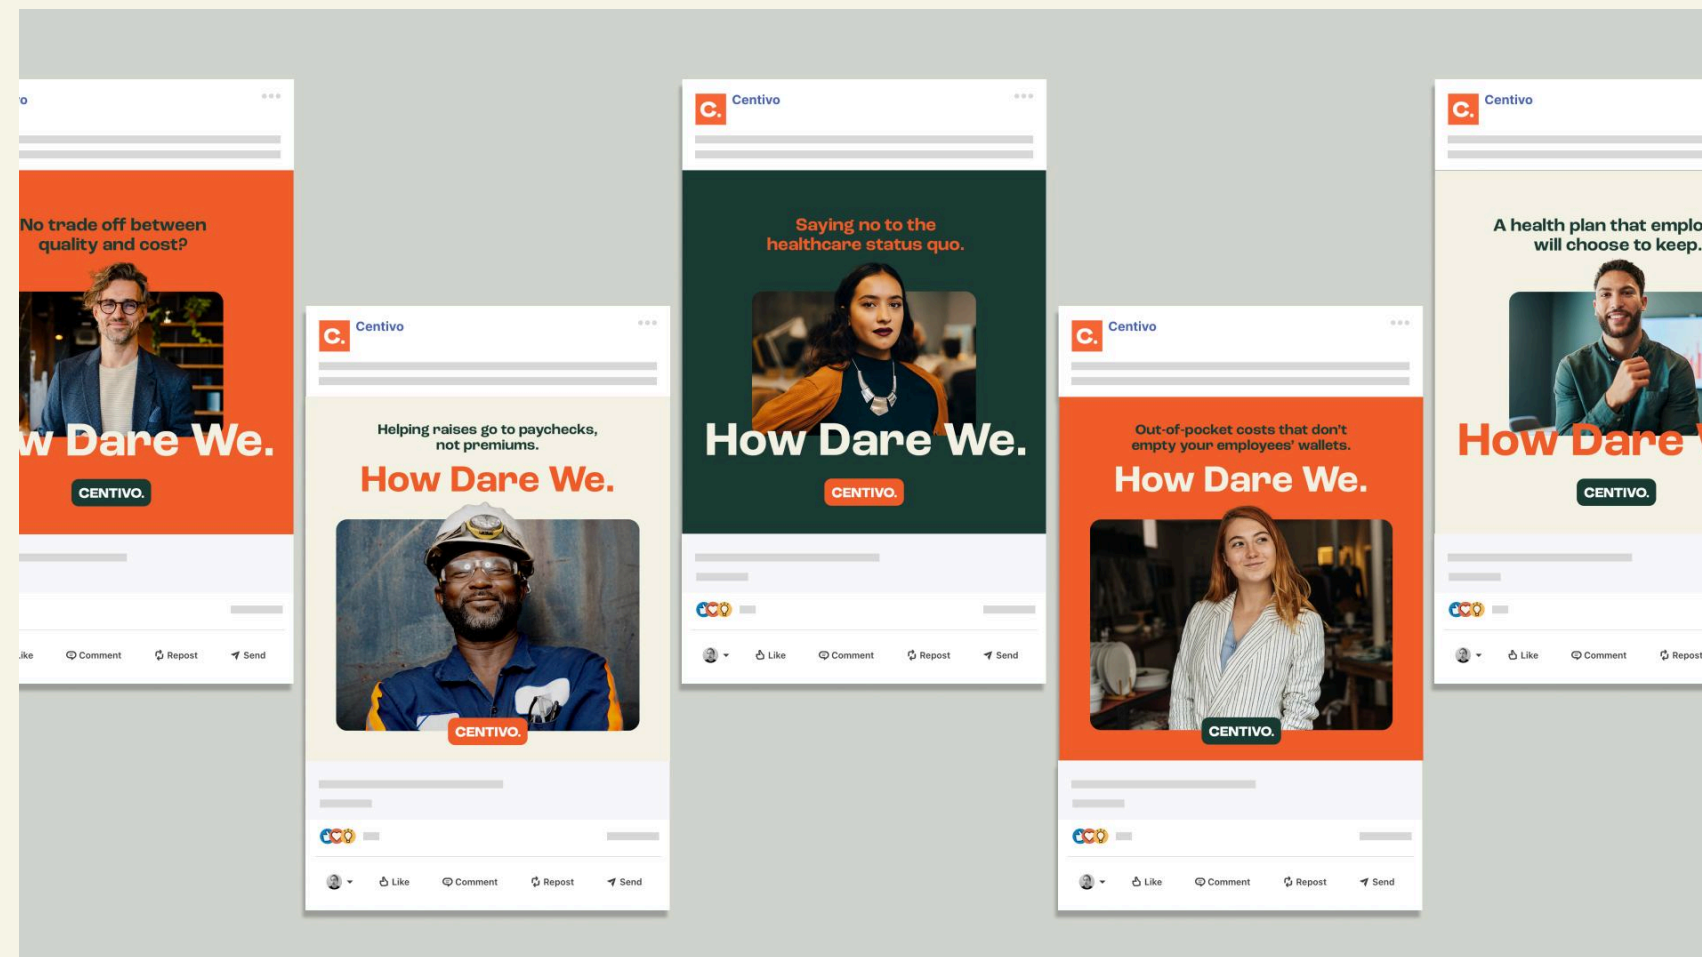 No trade off between
quality and cost?
Dare We.
CENTIVO.
Comment
Repost
Send
C.
Centivo
Helping raises go to paychecks,
not premiums.
How Dare We.
CENTIVO.
Like
Comment
Repost
Send
C.
Centivo
Saying no to the
healthcare status quo.
How Dare We.
CENTIVO.
Like
Comment
Repost
Send
C.
Centivo
Out-of-pocket costs that don't
empty your employees' wallets.
How Dare We.
CENTIVO.
Like
Comment
Repost
Send
C.
Centivo
A health plan that
will choose to keep.
How Dare
CENTIVO.
Like
Comment
Repost